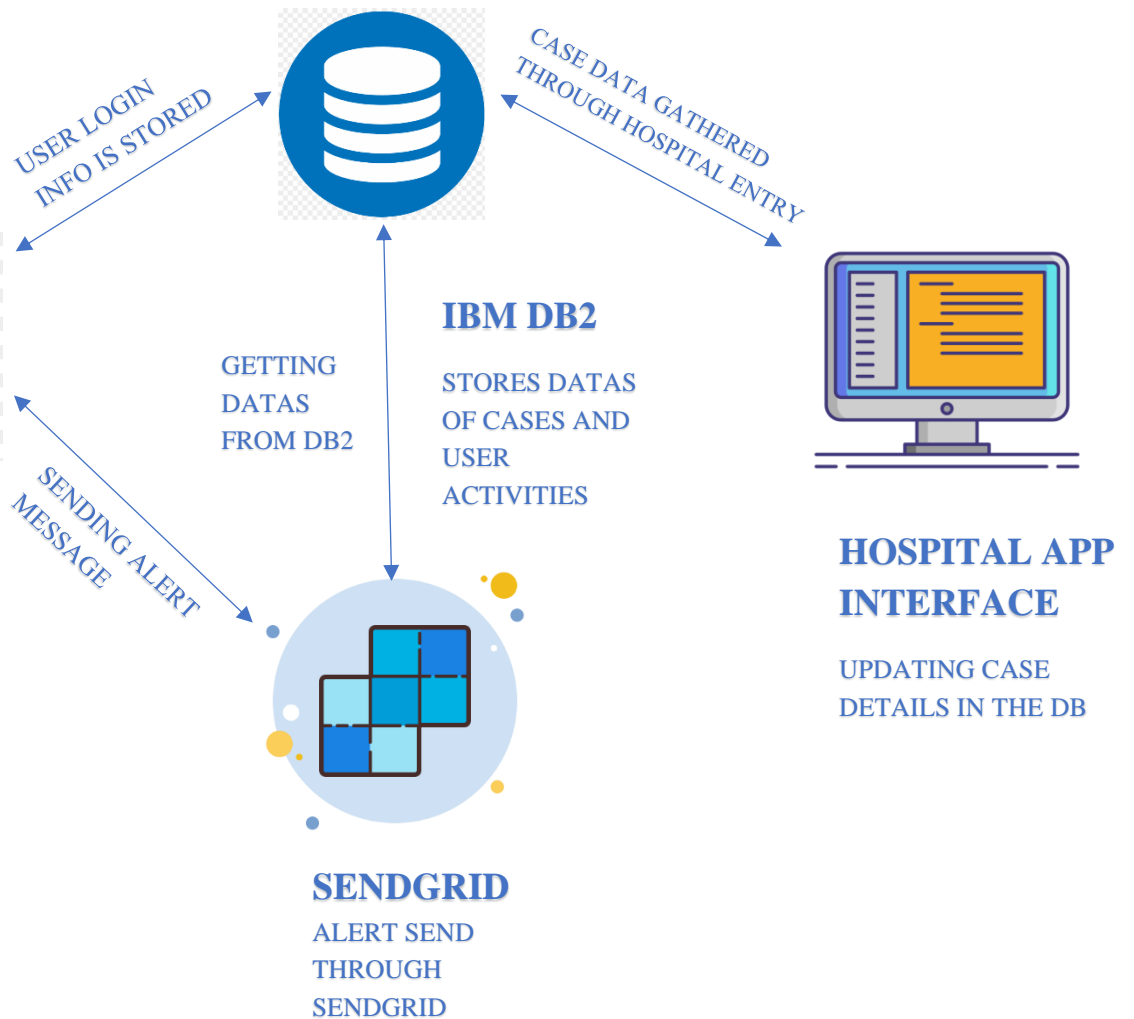 USER LOGIN
INFO IS STORED
CASE DATA GATHERED
THROUGH HOSPITAL ENTRY
GETTING
DATAS
FROM DB2
IBM DB2
STORES DATAS
OF CASES AND
USER
ACTIVITIES
SENDING ALERT
MESSAGE
HOSPITAL APP
INTERFACE
UPDATING CASE
DETAILS IN THE DB
SENDGRID
ALERT SEND
THROUGH
SENDGRID